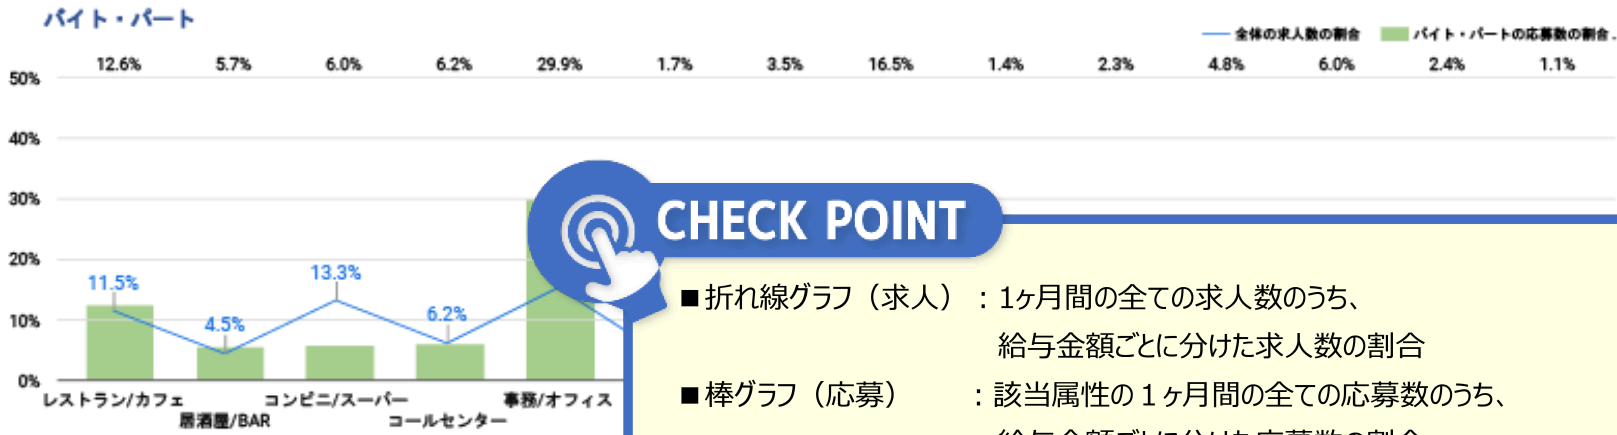 バイト・パート
全体の求人数の割合 バイト・パートの応募数の割合 .
12.6% 5.7% 6.0% 6.2% 29.9% 1.7% 3.5% 16.5% 1.4% 2.3% 4.8% 6.0% 2.4% 1.1%
50%
40%
30%
20%
10%
0%
11.5%
4.5%
13.3%
6.2%
レストラン/カフェ
居酒屋/BAR
コンビニ/スーパー
コールセンター
事務/オフィス
CHECK POINT
■折れ線グラフ（求人）：1ヶ月間の全ての求人数のうち、
給与金額ごとに分けた求人数の割合
■棒グラフ（応募）：該当属性の１ヶ月間の全ての応募数のうち、